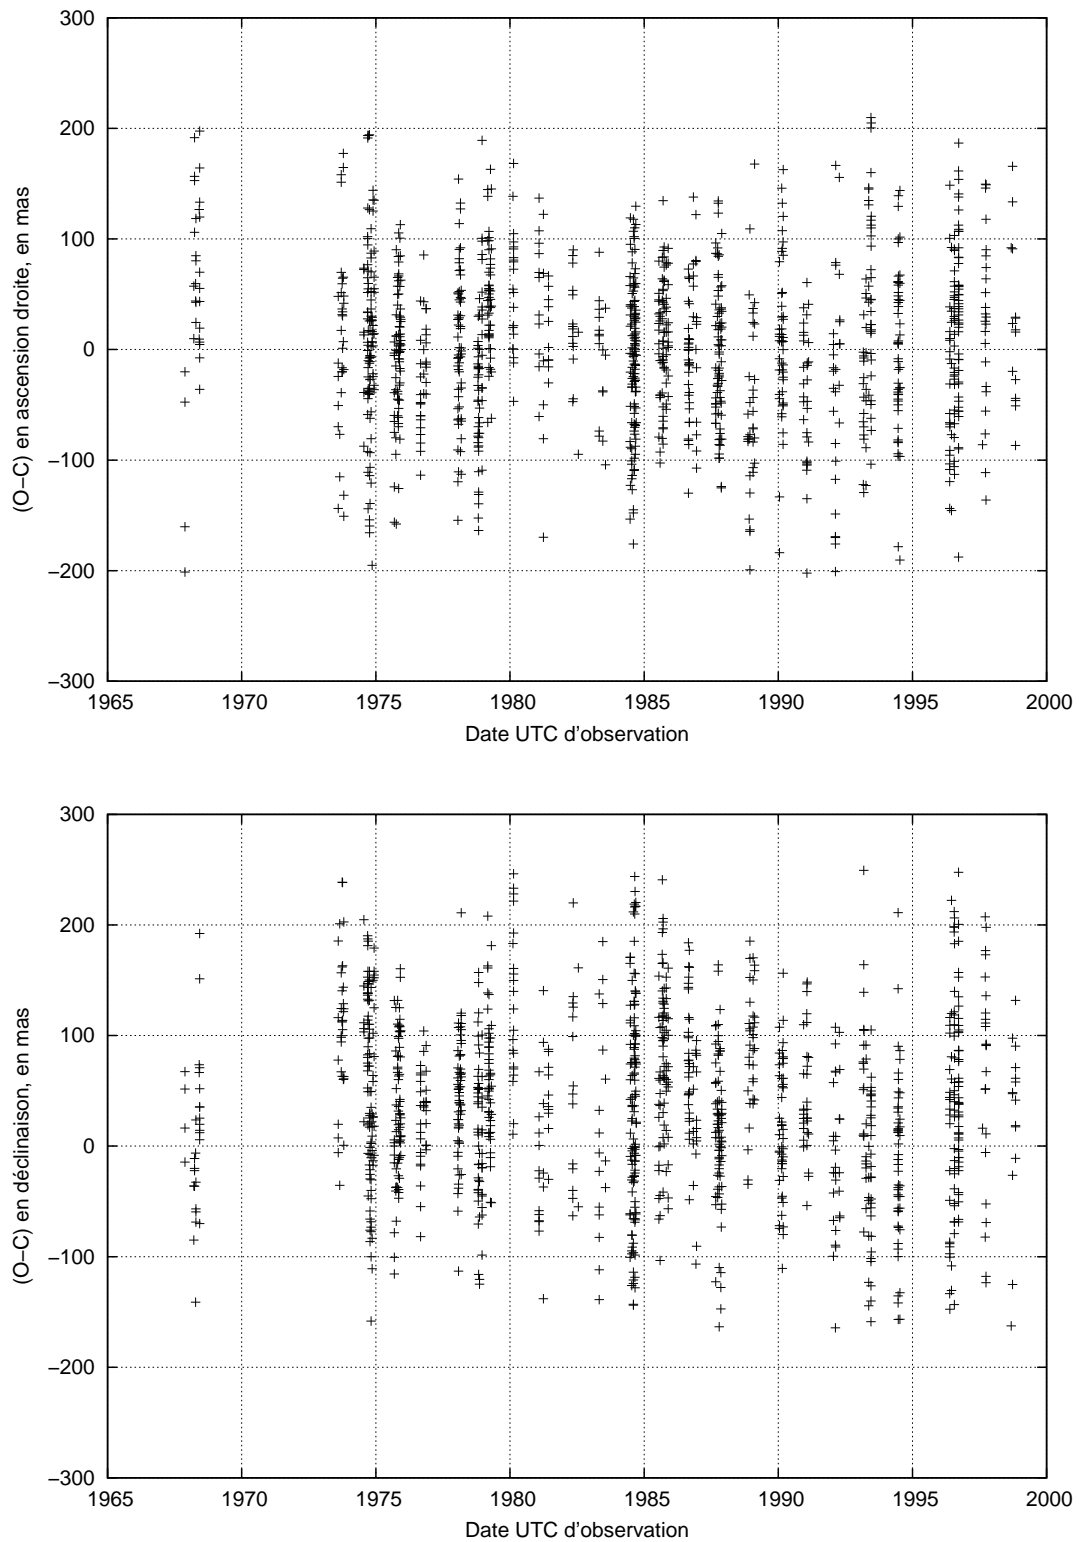 300
200
100
0
−100
−200
−300
(O−C) en ascension droite, en mas
1965 1970 1975 1980 1985 1990 1995 2000
Date UTC d'observation
300
200
100
0
−100
−200
−300
(O−C) en déclinaison, en mas
1965 1970 1975 1980 1985 1990 1995 2000
Date UTC d'observation